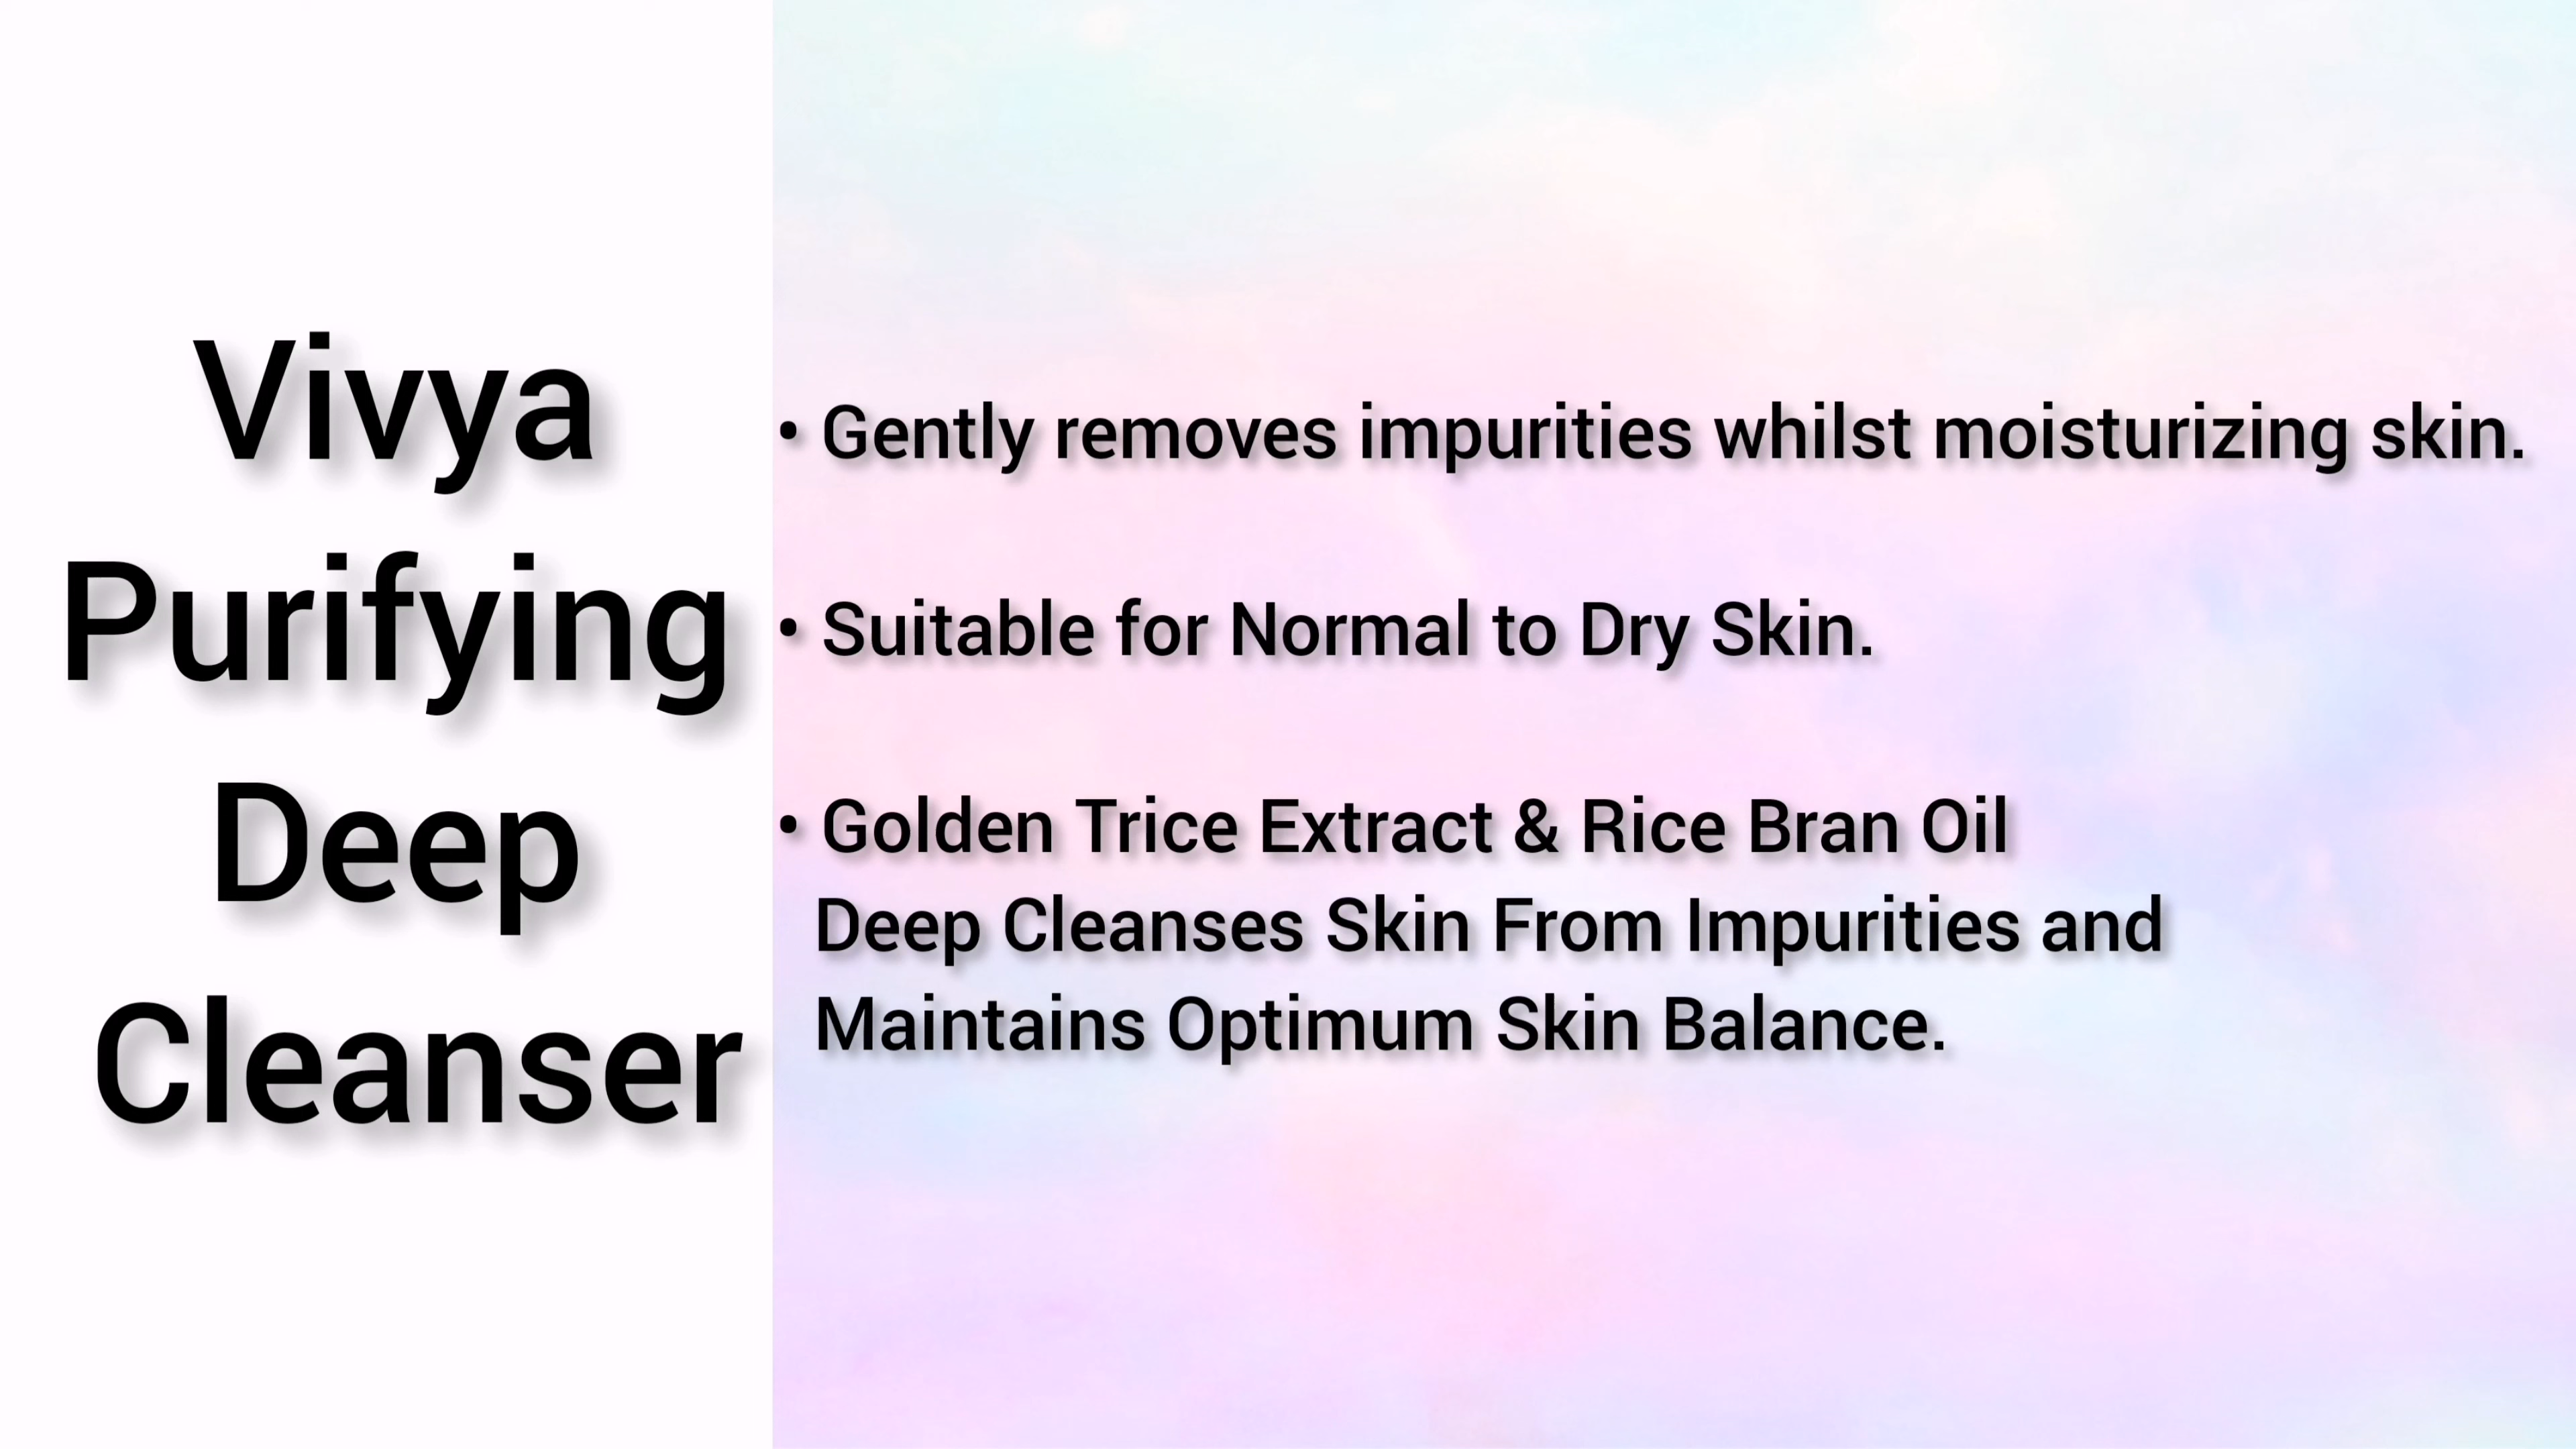 Vivya
Purifying
Deep
Cleanser
• Gently removes impurities whilst moisturizing skin.
• Suitable for Normal to Dry Skin.
• Golden Trice Extract & Rice Bran Oil
Deep Cleanses Skin From Impurities and
Maintains Optimum Skin Balance.